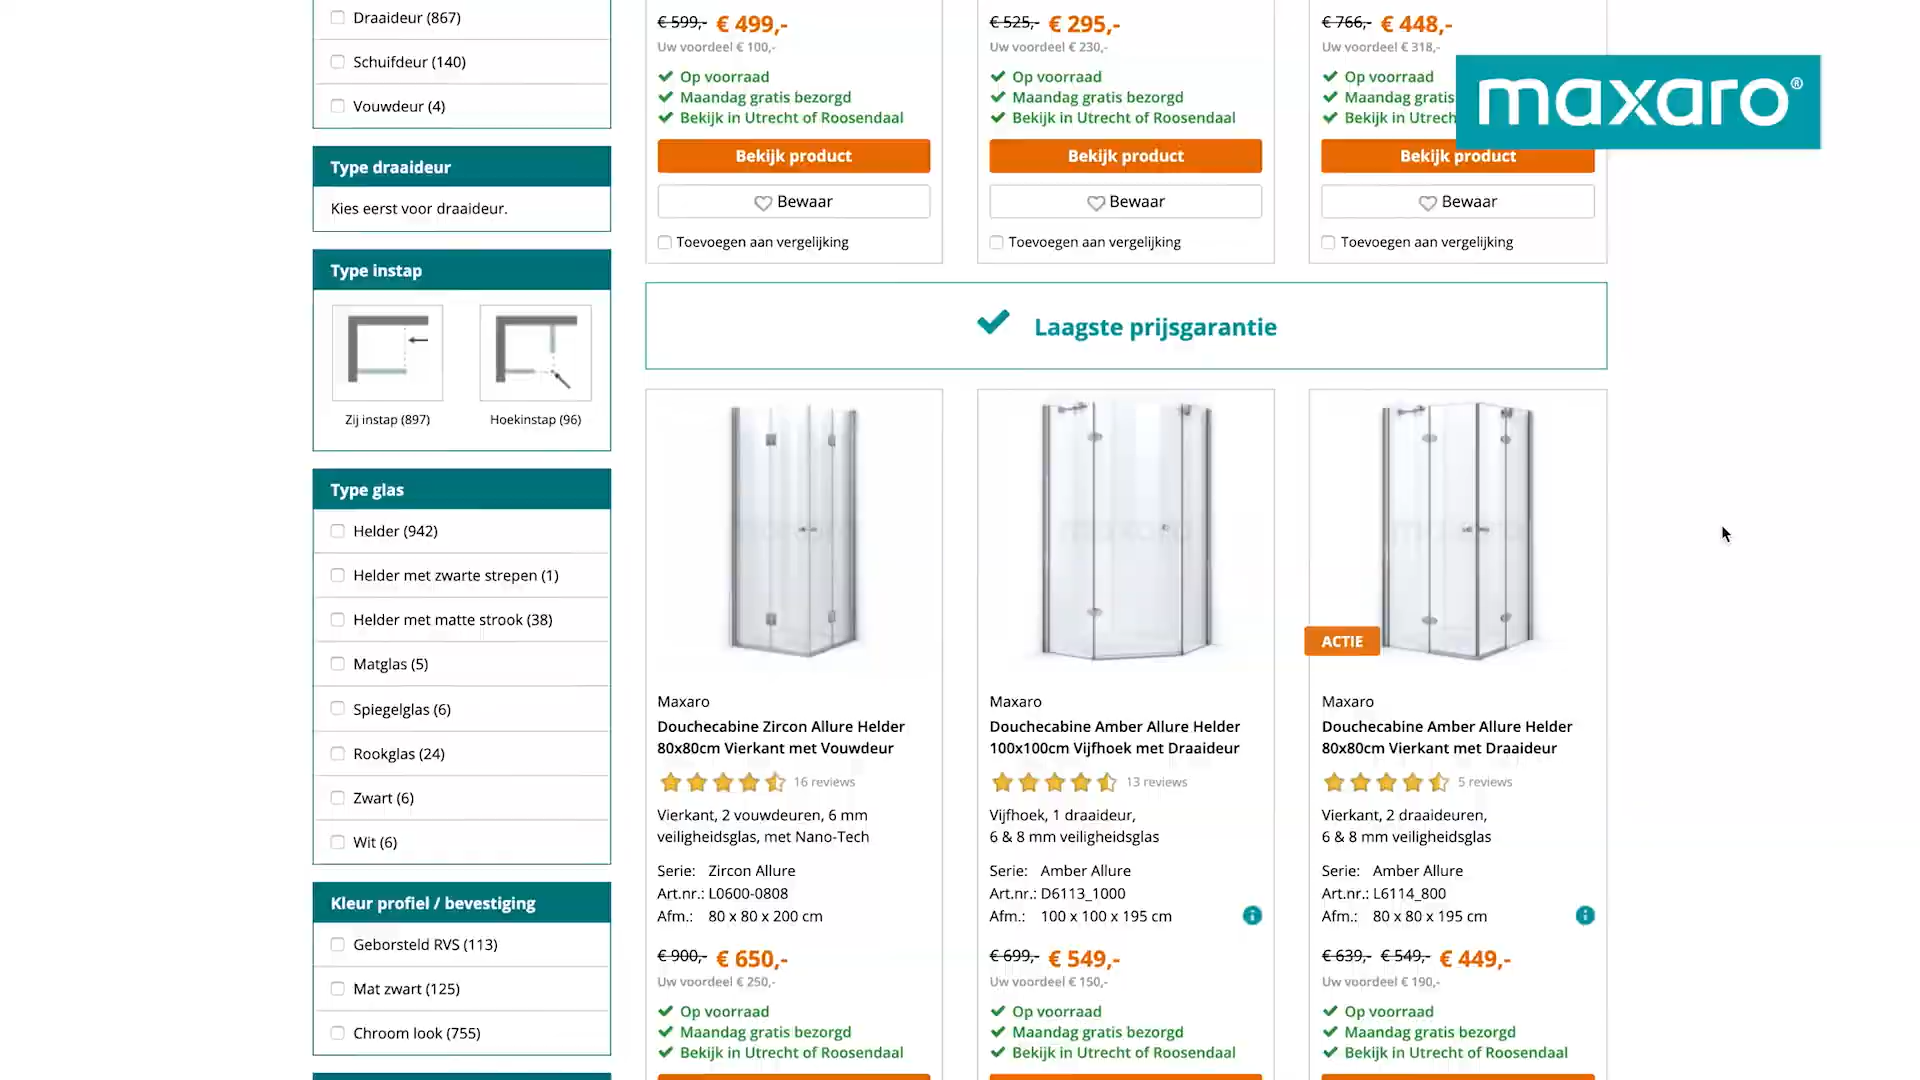 Draaideur (867)
Schuifdeur (140)
Vouwdeur (4)
Type draaideur
Kies eerst voor draaideur.
Type instap
Zij instap (897)
Hoekinstap (96)
Type glas
Helder (942)
Helder met zwarte strepen (1)
Helder met matte strook (38)
Matglas (5)
Spiegelglas (6)
Rookglas (24)
Zwart (6)
Wit (6)
Kleur profiel / bevestiging
Geborsteld RVS (113)
Mat zwart (125)
Chroom look (755)
€ 599,- € 499,-
Uw voordeel € 100,-
Op voorraad
Maandag gratis bezorgd
Bekijk in Utrecht of Roosendaal
Bekijk product
Bewaar
Toevoegen aan vergelijking
€ 525,- € 295,-
Uw voordeel € 230,-
Op voorraad
Maandag gratis bezorgd
Bekijk in Utrecht of Roosendaal
Bekijk product
Bewaar
Toevoegen aan vergelijking
€ 766,- € 448,-
Uw voordeel € 318,-
Op voorraad
Maandag gratis
Bekijk in Utrech
Bekijk product
Bewaar
Toevoegen aan vergelijking
maxaro®
Laagste prijsgarantie
Maxaro
Douchecabine Zircon Allure Helder
80x80cm Vierkant met Vouwdeur
16 reviews
Vierkant, 2 vouwdeuren, 6 mm
veiligheidsglas, met Nano-Tech
Serie: Zircon Allure
Art.nr.: L0600-0808
Afm.: 80 x 80 x 200 cm
€ 900,- € 650,-
Uw voordeel € 250,-
Op voorraad
Maandag gratis bezorgd
Bekijk in Utrecht of Roosendaal
Maxaro
Douchecabine Amber Allure Helder
100x100cm Vijfhoek met Draaideur
13 reviews
Vijfhoek, 1 draaideur,
6 & 8 mm veiligheidsglas
Serie: Amber Allure
Art.nr.: D6113_1000
Afm.: 100 x 100 x 195 cm
€ 699,- € 549,-
Uw voordeel € 150,-
Op voorraad
Maandag gratis bezorgd
Bekijk in Utrecht of Roosendaal
ACTIE
Maxaro
Douchecabine Amber Allure Helder
80x80cm Vierkant met Draaideur
5 reviews
Vierkant, 2 draaideuren,
6 & 8 mm veiligheidsglas
Serie: Amber Allure
Art.nr.: L6114_800
Afm.: 80 x 80 x 195 cm
€ 639,- € 549,- € 449,-
Uw voordeel € 190,-
Op voorraad
Maandag gratis bezorgd
Bekijk in Utrecht of Roosendaal